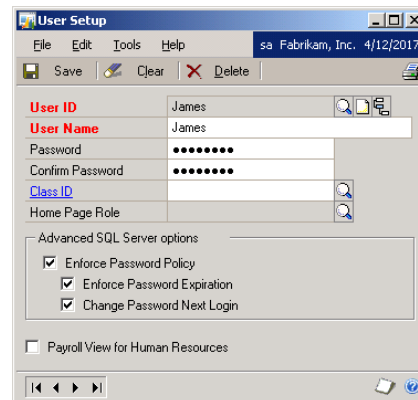 User Setup
File Edit Tools Help sa Fabrikam, Inc. 4/12/2017
Save Clear Delete
User ID James
User Name James
Password ●●●●●●●●
Confirm Password ●●●●●●●●
Class ID
Home Page Role
Advanced SQL Server options
Enforce Password Policy
Enforce Password Expiration
Change Password Next Login
Payroll View for Human Resources